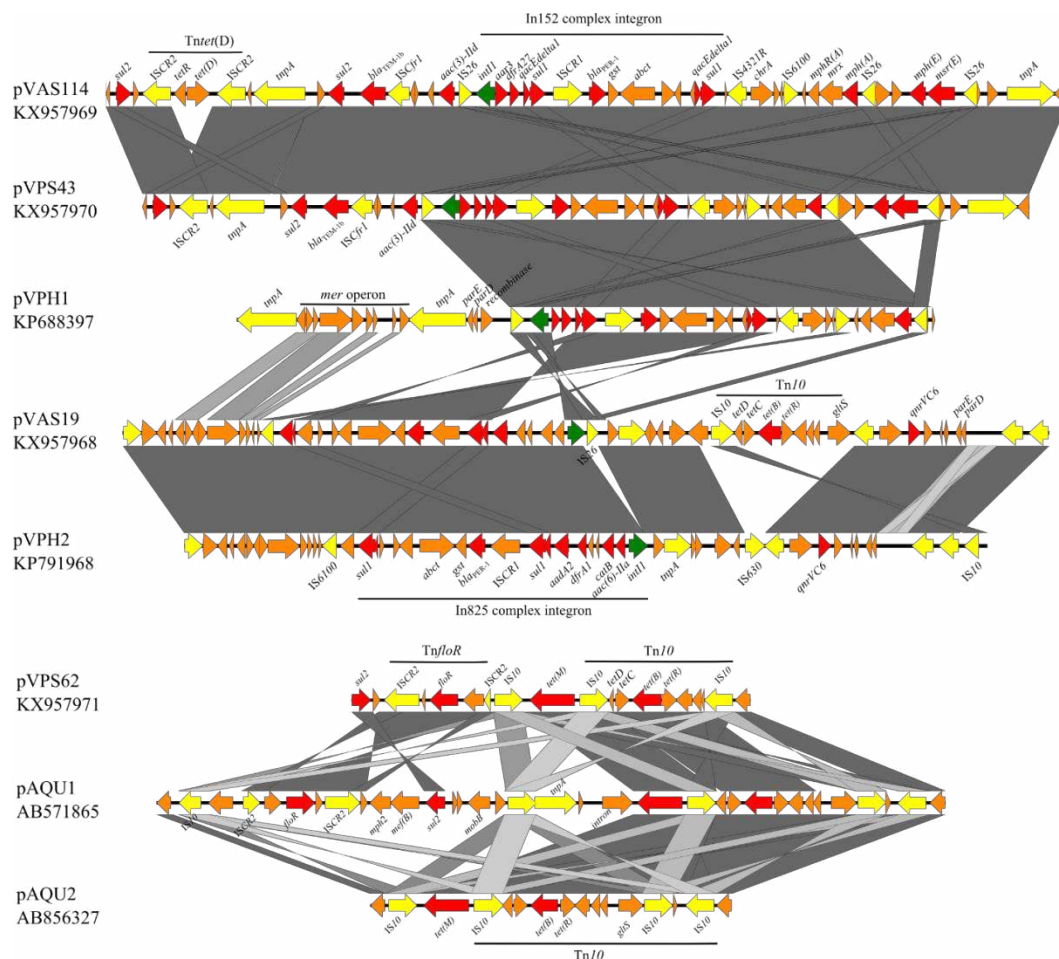 In152 complex integron
Tntet(D)
sul2
ISCR2
tetR
tet(D)
ISCR2
tnpA
sul2
blaTEM-1b
ISCfr1
aac(3)-IId
IS26
intI1
aar3
dfrA27
qacEdelta1
sul1
ISCR1
blaPER-1
gst
abct
qacEdelta1
sul1
IS4321R
chrA
IS6100
mphR(A)
mrx
mph(A)
IS26
mph(E)
msr(E)
IS26
tnpA
pVAS114
KX957969
pVPS43
KX957970
ISCR2
tnpA
sul2
blaTEM-1b
ISCfr1
aac(3)-IId
tnpA
mer operon
tnpA
parE
parD
recombinase
pVPH1
KP688397
Tn10
IS10
tetD
tetC
tet(B)
tet(R)
gltS
qnrVC6
parE
parD
pVAS19
KX957968
IS26
pVPH2
KP791968
IS6100
sul1
abct
gst
blaPER-1
ISCR1
sul1
aadA2
dfrA1
catB
aac(6)-IIa
intI1
tnpA
IS630
qnrVC6
IS10
In825 complex integron
TnfloR
Tn10
sul2
ISCR2
floR
ISCR2
IS10
tet(M)
IS10
tetD
tetC
tet(B)
tet(R)
IS10
pVPS62
KX957971
tnpA
pAQU1
AB571865
IS10
ISCR2
floR
ISCR2
mph2
mef(B)
sul2
mobB
intron
pAQU2
AB856327
IS10
tet(M)
IS10
tet(B)
tet(R)
gltS
IS10
IS10
Tn10